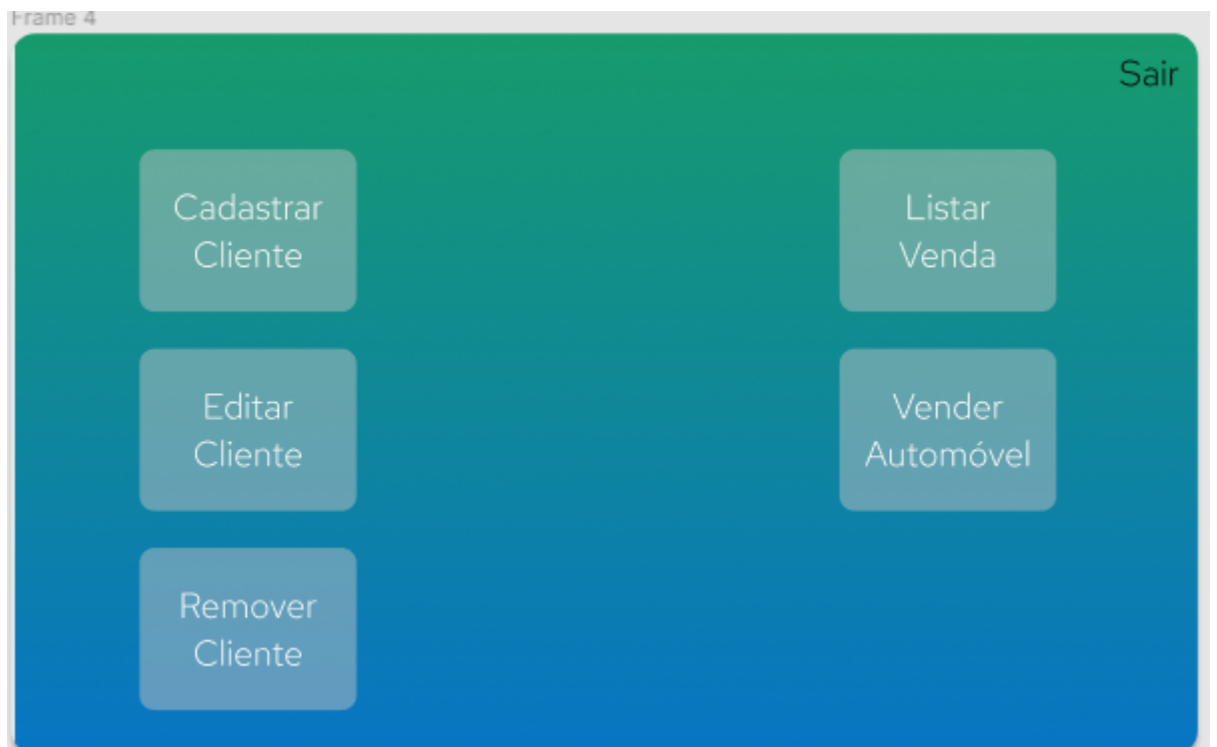 Frame 4
Sair
Cadastrar
Cliente
Listar
Venda
Editar
Cliente
Vender
Automóvel
Remover
Cliente